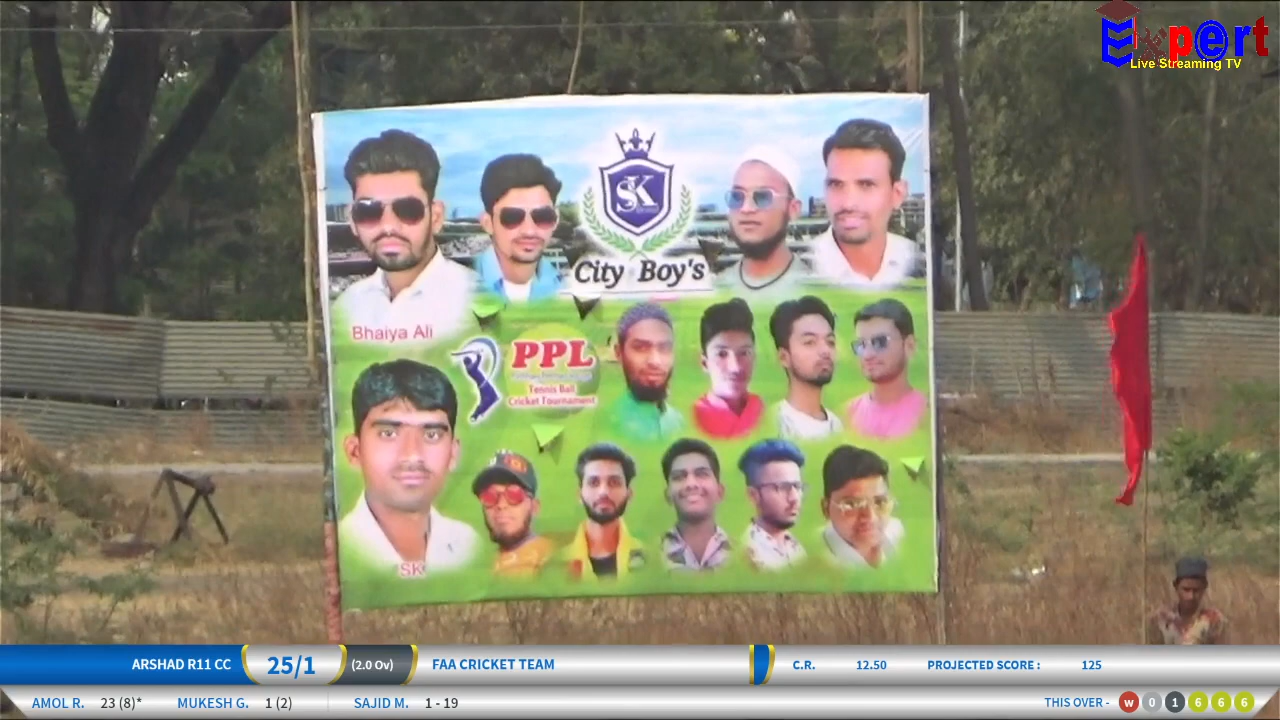 Expert
Live Streaming TV
SK
City Boy's
Bhaiya Ali
PPL
Tennis Ball
Cricket Tournament
SK
ARSHAD R11 CC 25/1 (2.0 Ov) FAA CRICKET TEAM C.R. 12.50 PROJECTED SCORE : 125
AMOL R. 23 (8)* MUKESH G. 1 (2) SAJID M. 1 - 19 THIS OVER - w 0 1 6 6 6